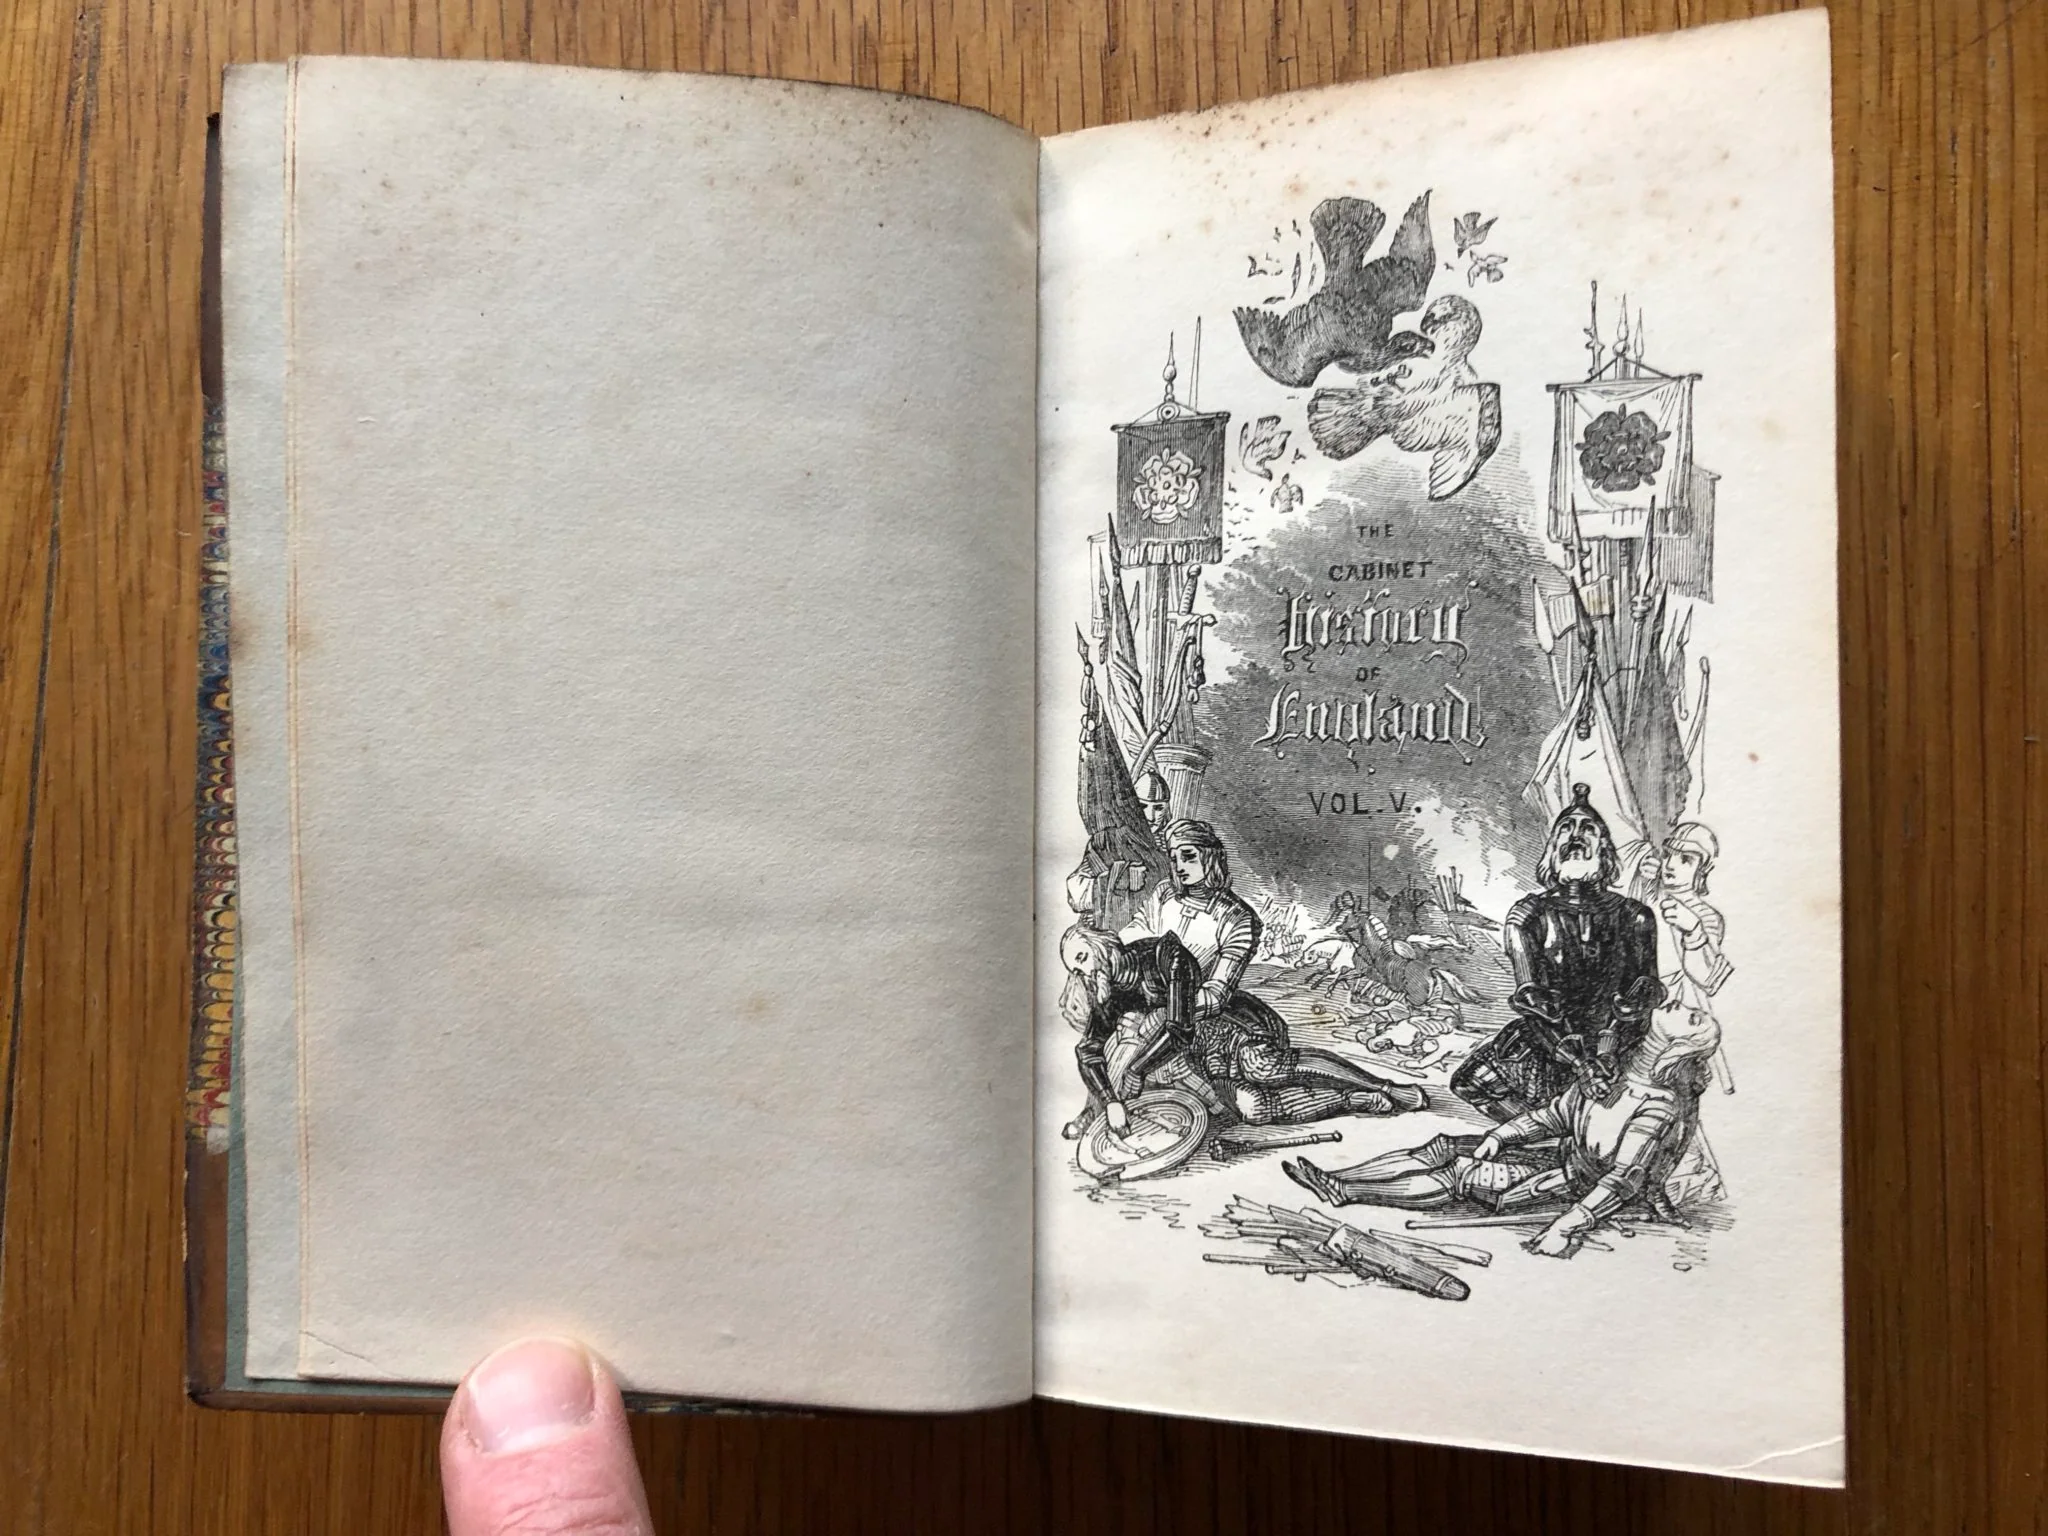 THE
CABINET
History
OF
England
VOL. V.